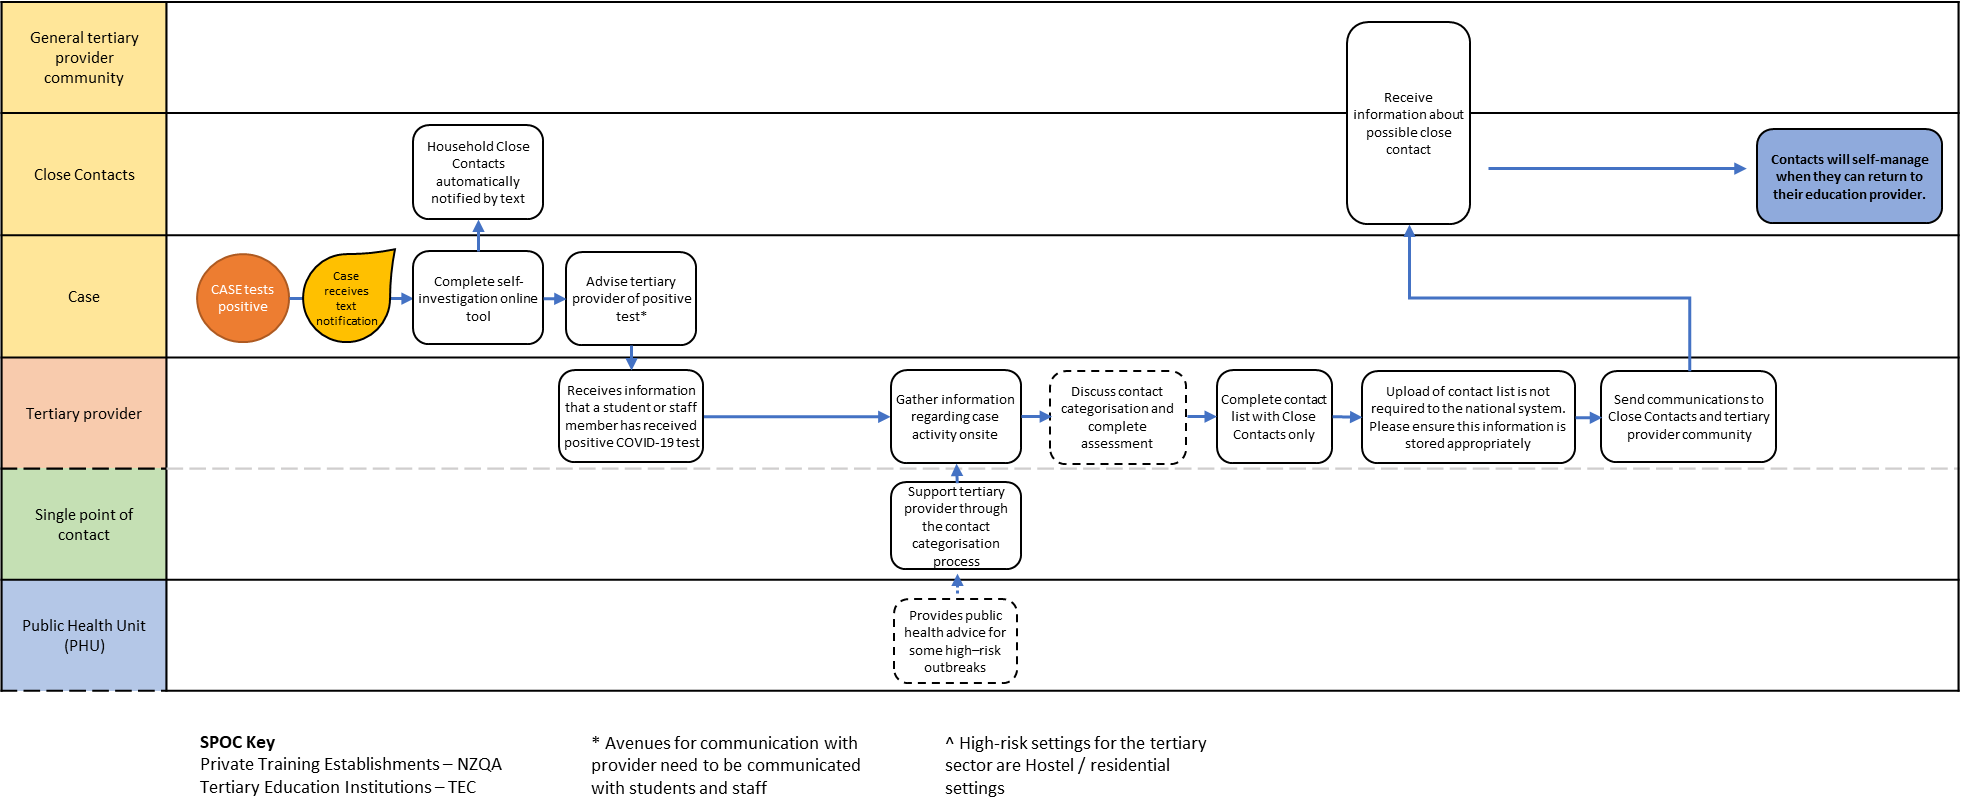 General tertiary
provider
community
Receive
information about
possible close
contact
Close Contacts
Household Close
Contacts
automatically
notified by text
Contacts will self-manage
when they can return to
their education provider.
Case
CASE tests
positive
Case
receives
text
notification
Complete self-
investigation online
tool
Advise tertiary
provider of positive
test*
Tertiary provider
Receives information
that a student or staff
member has received
positive COVID-19 test
Gather information
regarding case
activity onsite
Discuss contact
categorisation and
complete
assessment
Complete contact
list with Close
Contacts only
Upload of contact list is not
required to the national system.
Please ensure this information is
stored appropriately
Send communications to
Close Contacts and tertiary
provider community
Single point of
contact
Support tertiary
provider through
the contact
categorisation
process
Public Health Unit
(PHU)
Provides public
health advice for
some high–risk
outbreaks
SPOC Key
Private Training Establishments – NZQA
Tertiary Education Institutions – TEC
* Avenues for communication with
provider need to be communicated
with students and staff
^ High-risk settings for the tertiary
sector are Hostel / residential
settings